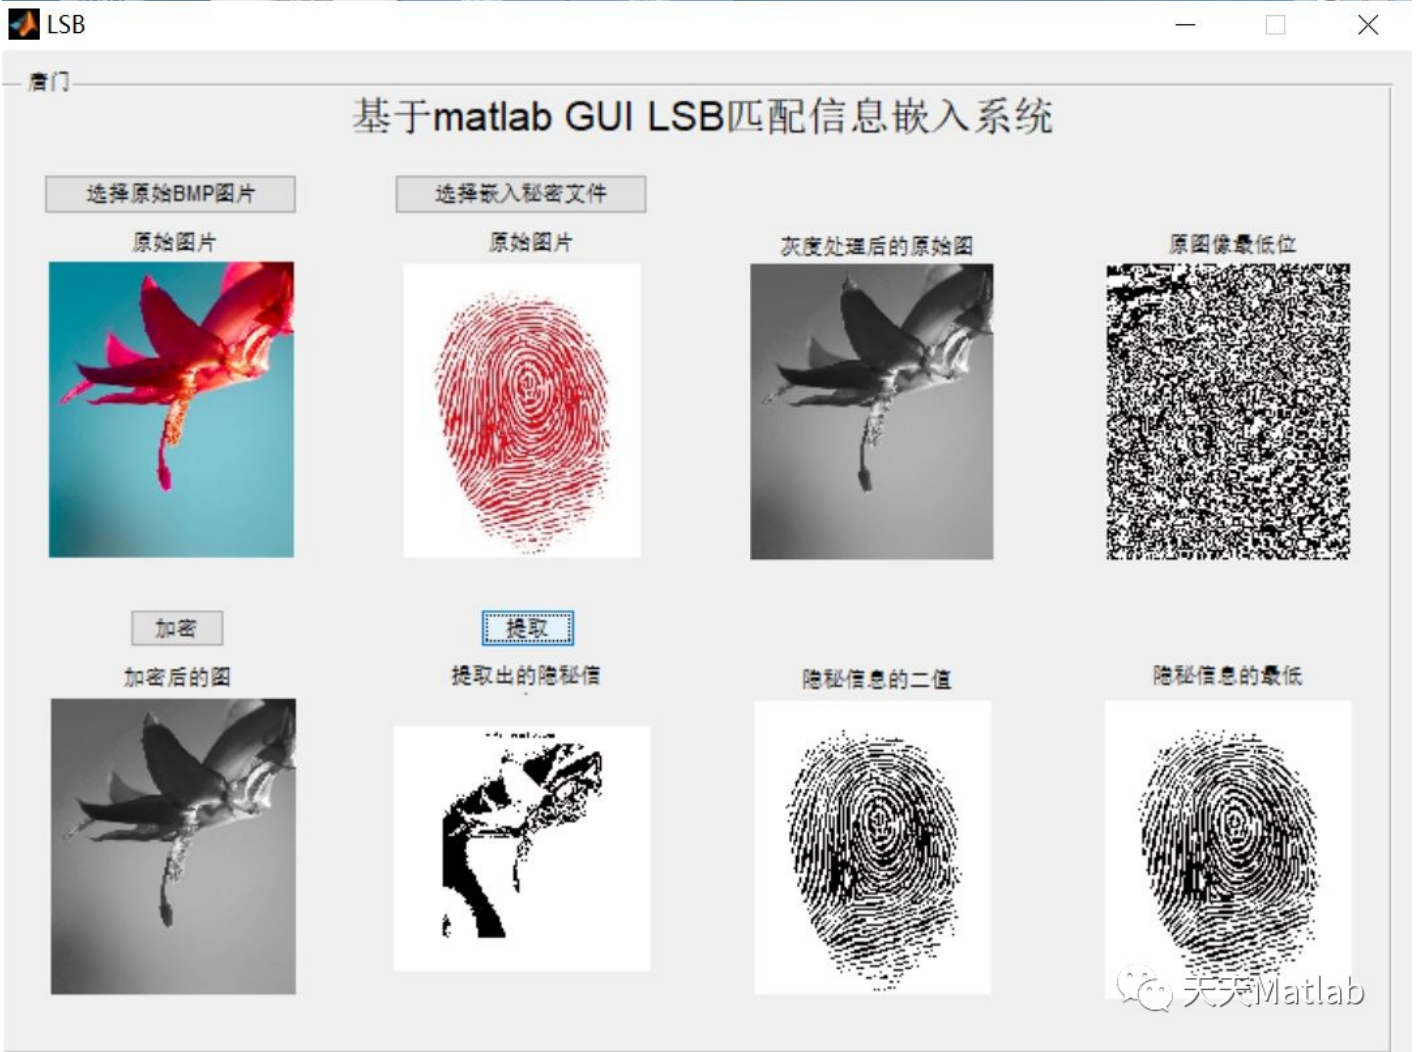 LSB
唐门
基于matlab GUI LSB匹配信息嵌入系统
选择原始BMP图片
选择嵌入秘密文件
原始图片
原始图片
灰度处理后的原始图
原图像最低位
加密
提取
加密后的图
提取出的隐秘信
隐秘信息的二值
隐秘信息的最低
天天Matlab